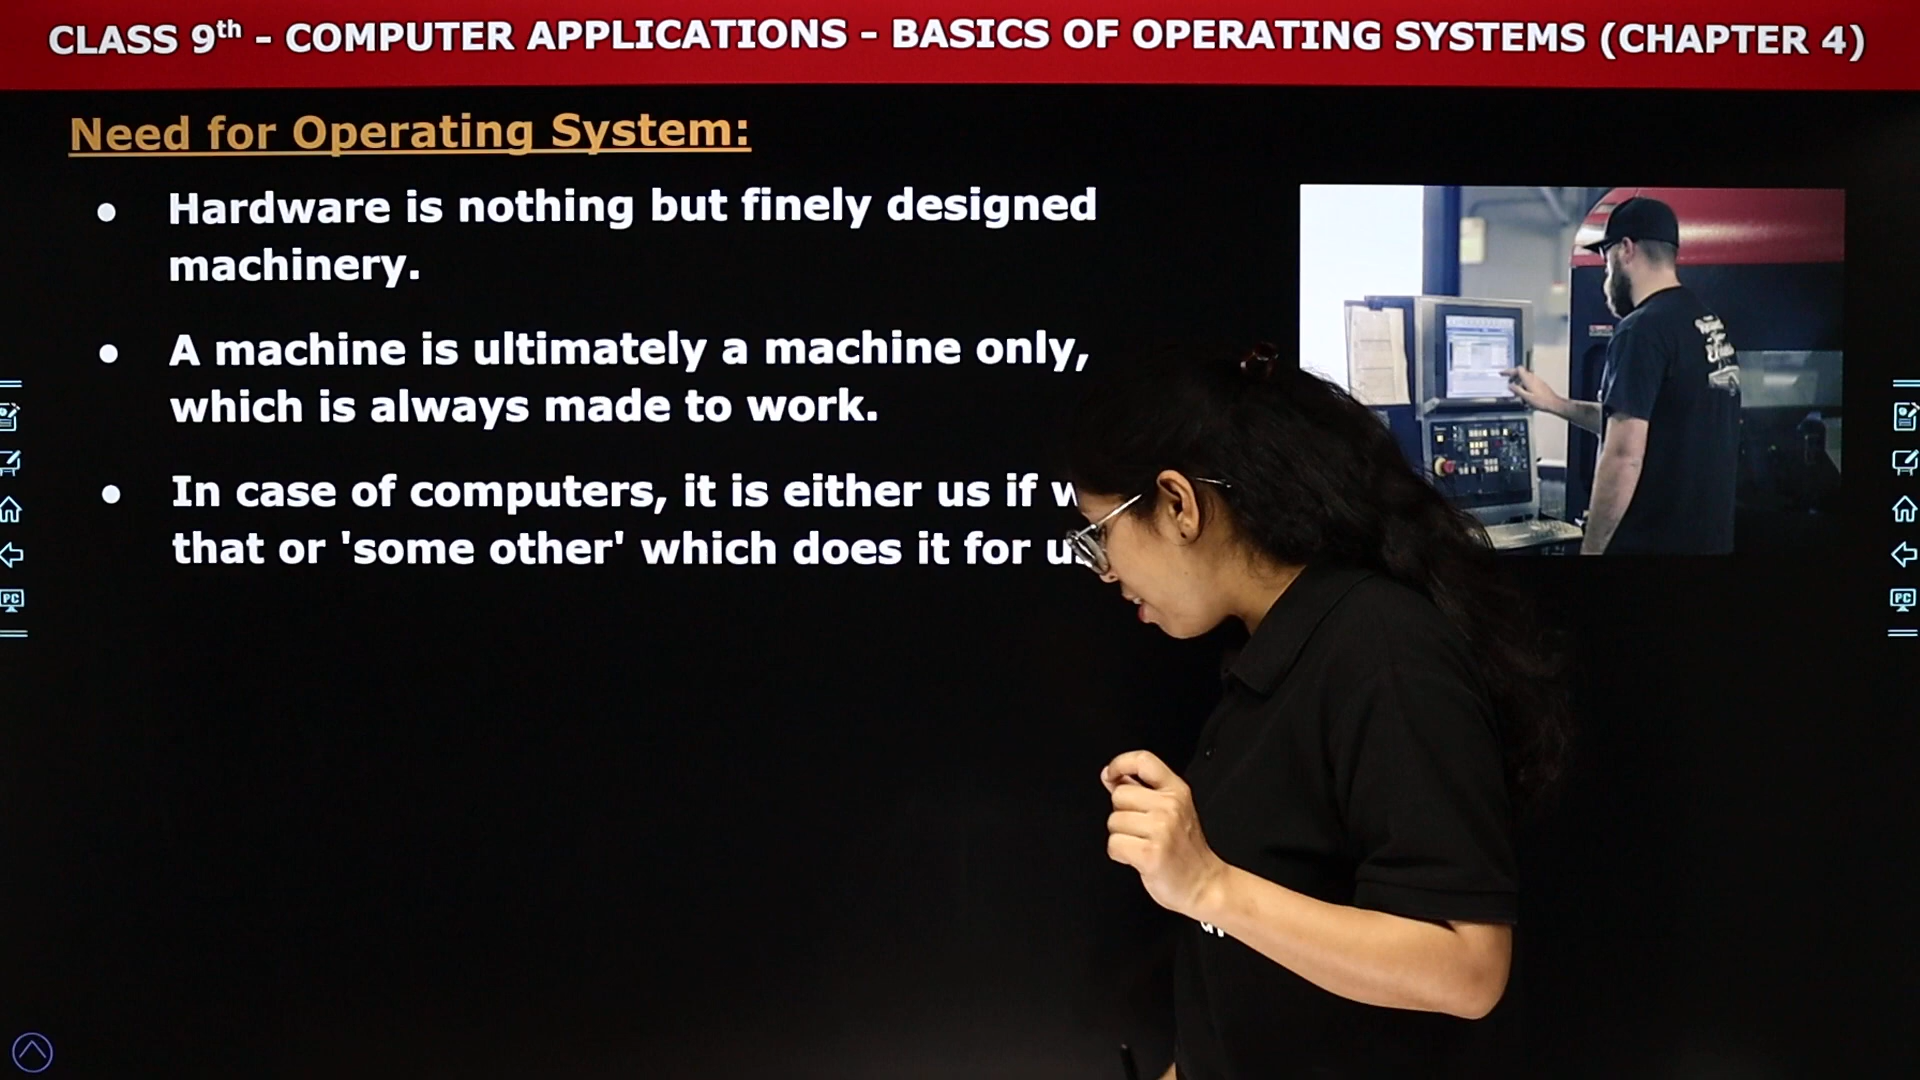 CLASS 9th - COMPUTER APPLICATIONS - BASICS OF OPERATING SYSTEMS (CHAPTER 4)
Need for Operating System:
● Hardware is nothing but finely designed
machinery.
● A machine is ultimately a machine only,
which is always made to work.
● In case of computers, it is either us if
that or 'some other' which does it for
PC
PC